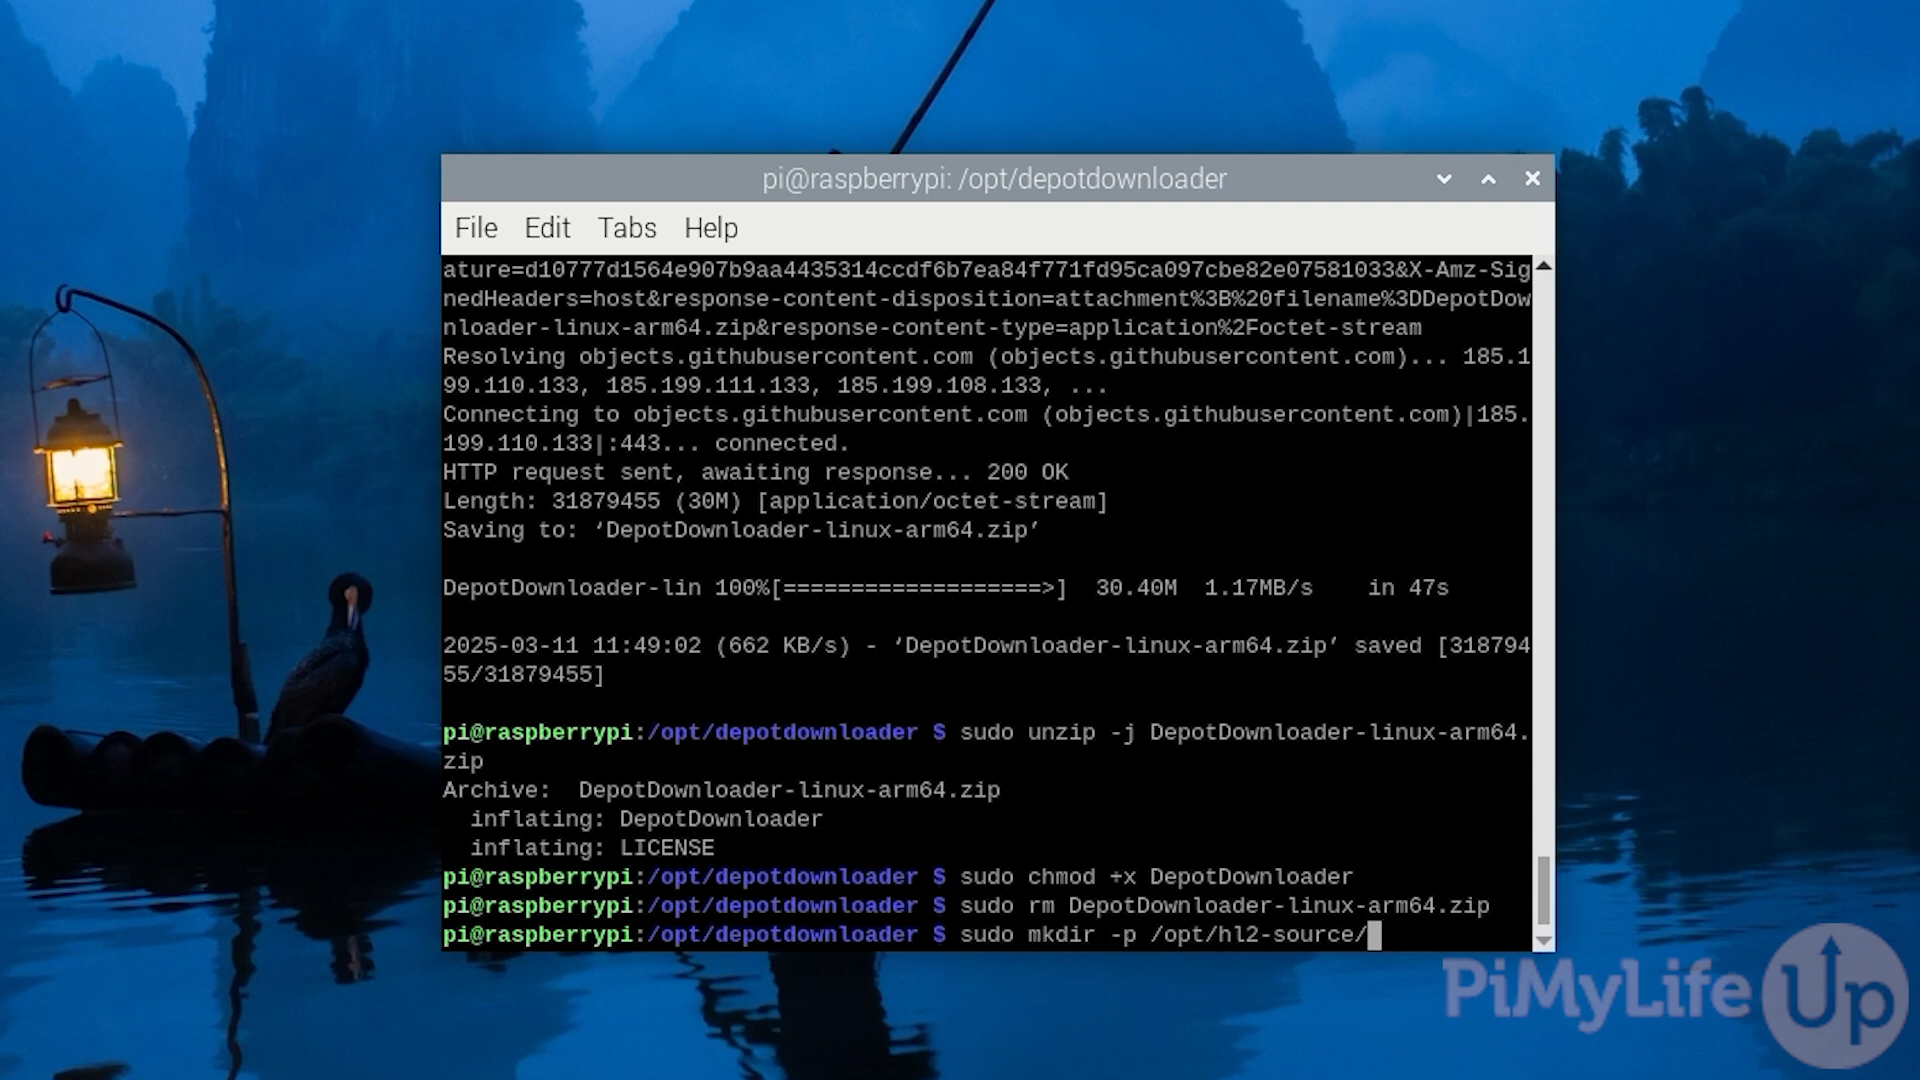 pi@raspberrypi: /opt/depotdownloader
File Edit Tabs Help
ature=d10777d1564e907b9aa4435314ccdf6b7ea84f771fd95ca097cbe82e07581033&X-Amz-Sig
nedHeaders=host&response-content-disposition=attachment%3B%20filename%3DDepotDow
nloader-linux-arm64.zip&response-content-type=application%2Foctet-stream
Resolving objects.githubusercontent.com (objects.githubusercontent.com)... 185.1
99.110.133, 185.199.111.133, 185.199.108.133, ...
Connecting to objects.githubusercontent.com (objects.githubusercontent.com)|185.
199.110.133|:443... connected.
HTTP request sent, awaiting response... 200 OK
Length: 31879455 (30M) [application/octet-stream]
Saving to: ‘DepotDownloader-linux-arm64.zip’
DepotDownloader-lin 100%[===================>]  30.40M  1.17MB/s    in 47s
2025-03-11 11:49:02 (662 KB/s) - ‘DepotDownloader-linux-arm64.zip’ saved [318794
55/31879455]
pi@raspberrypi:/opt/depotdownloader $ sudo unzip -j DepotDownloader-linux-arm64.
zip
Archive:  DepotDownloader-linux-arm64.zip
  inflating: DepotDownloader
  inflating: LICENSE
pi@raspberrypi:/opt/depotdownloader $ sudo chmod +x DepotDownloader
pi@raspberrypi:/opt/depotdownloader $ sudo rm DepotDownloader-linux-arm64.zip
pi@raspberrypi:/opt/depotdownloader $ sudo mkdir -p /opt/hl2-source/
PiMyLifeUp